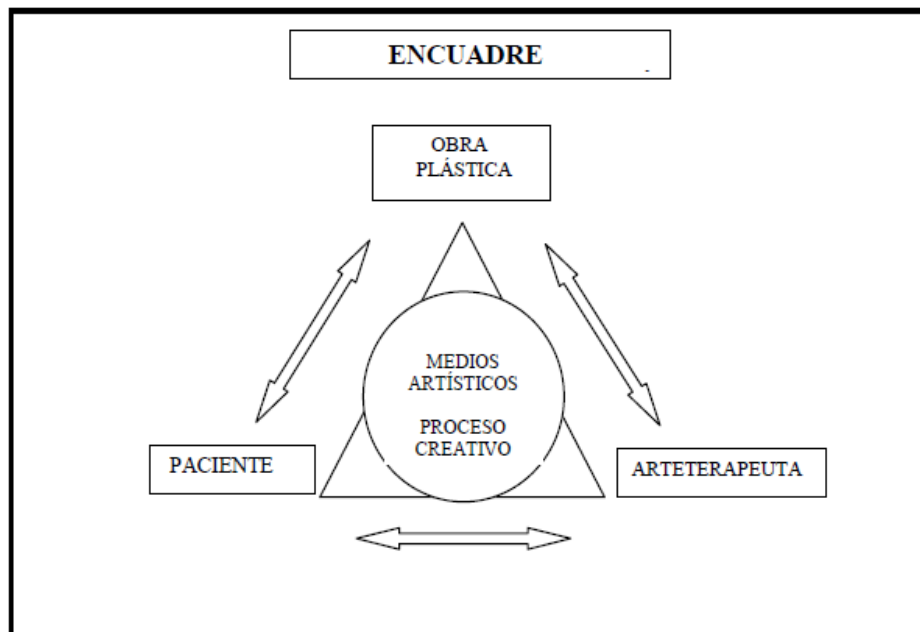 ENCUADRE
OBRA
PLÁSTICA
MEDIOS
ARTÍSTICOS
PROCESO
CREATIVO
PACIENTE
ARTETERAPEUTA